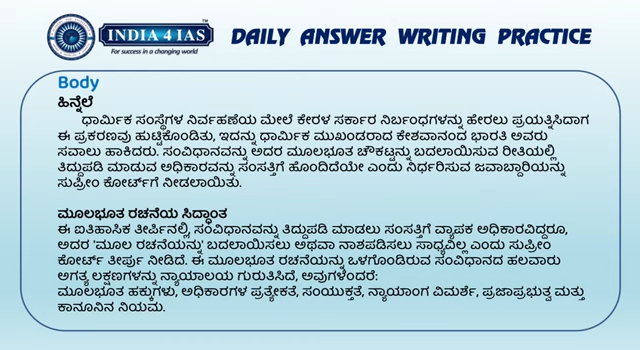 INDIA 4 IAS
TM
For success in a changing world
DAILY ANSWER WRITING PRACTICE
Body
ಹಿನ್ನೆಲೆ
ಧಾರ್ಮಿಕ ಸಂಸ್ಥೆಗಳ ನಿರ್ವಹಣೆಯ ಮೇಲೆ ಕೇರಳ ಸರ್ಕಾರ ನಿರ್ಬಂಧಗಳನ್ನು ಹೇರಲು ಪ್ರಯತ್ನಿಸಿದಾಗ
ಈ ಪ್ರಕರಣವು ಹುಟ್ಟಿಕೊಂಡಿತು, ಇದನ್ನು ಧಾರ್ಮಿಕ ಮುಖಂಡರಾದ ಕೇಶವಾನಂದ ಭಾರತಿ ಅವರು
ಸವಾಲು ಹಾಕಿದರು. ಸಂವಿಧಾನವನ್ನು ಅದರ ಮೂಲಭೂತ ಚೌಕಟ್ಟನ್ನು ಬದಲಾಯಿಸುವ ರೀತಿಯಲ್ಲಿ
ತಿದ್ದುಪಡಿ ಮಾಡುವ ಅಧಿಕಾರವನ್ನು ಸಂಸತ್ತಿಗೆ ಹೊಂದಿದೆಯೇ ಎಂದು ನಿರ್ಧರಿಸುವ ಜವಾಬ್ದಾರಿಯನ್ನು
ಸುಪ್ರೀಂ ಕೋರ್ಟ್‌ಗೆ ನೀಡಲಾಯಿತು.
ಮೂಲಭೂತ ರಚನೆಯ ಸಿದ್ಧಾಂತ
ಈ ಐತಿಹಾಸಿಕ ತೀರ್ಪಿನಲ್ಲಿ, ಸಂವಿಧಾನವನ್ನು ತಿದ್ದುಪಡಿ ಮಾಡಲು ಸಂಸತ್ತಿಗೆ ವ್ಯಾಪಕ ಅಧಿಕಾರವಿದ್ದರೂ,
ಅದರ 'ಮೂಲ ರಚನೆಯನ್ನು' ಬದಲಾಯಿಸಲು ಅಥವಾ ನಾಶಪಡಿಸಲು ಸಾಧ್ಯವಿಲ್ಲ ಎಂದು ಸುಪ್ರೀಂ
ಕೋರ್ಟ್ ತೀರ್ಪು ನೀಡಿದೆ. ಈ ಮೂಲಭೂತ ರಚನೆಯನ್ನು ಒಳಗೊಂಡಿರುವ ಸಂವಿಧಾನದ ಹಲವಾರು
ಅಗತ್ಯ ಲಕ್ಷಣಗಳನ್ನು ನ್ಯಾಯಾಲಯ ಗುರುತಿಸಿದೆ, ಅವುಗಳೆಂದರೆ:
ಮೂಲಭೂತ ಹಕ್ಕುಗಳು, ಅಧಿಕಾರಗಳ ಪ್ರತ್ಯೇಕತೆ, ಸಂಯುಕ್ತತೆ, ನ್ಯಾಯಾಂಗ ವಿಮರ್ಶೆ, ಪ್ರಜಾಪ್ರಭುತ್ವ ಮತ್ತು
ಕಾನೂನಿನ ನಿಯಮ.